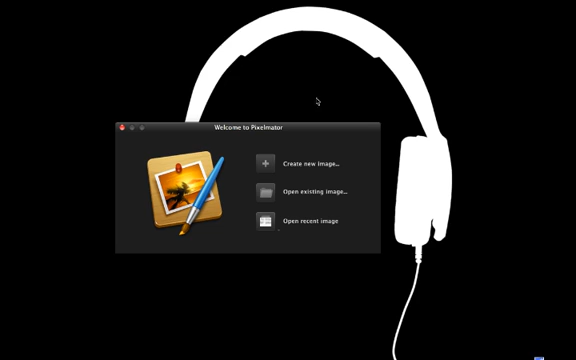 Welcome to Pixelmator
Create new image...
Open existing image...
Open recent image